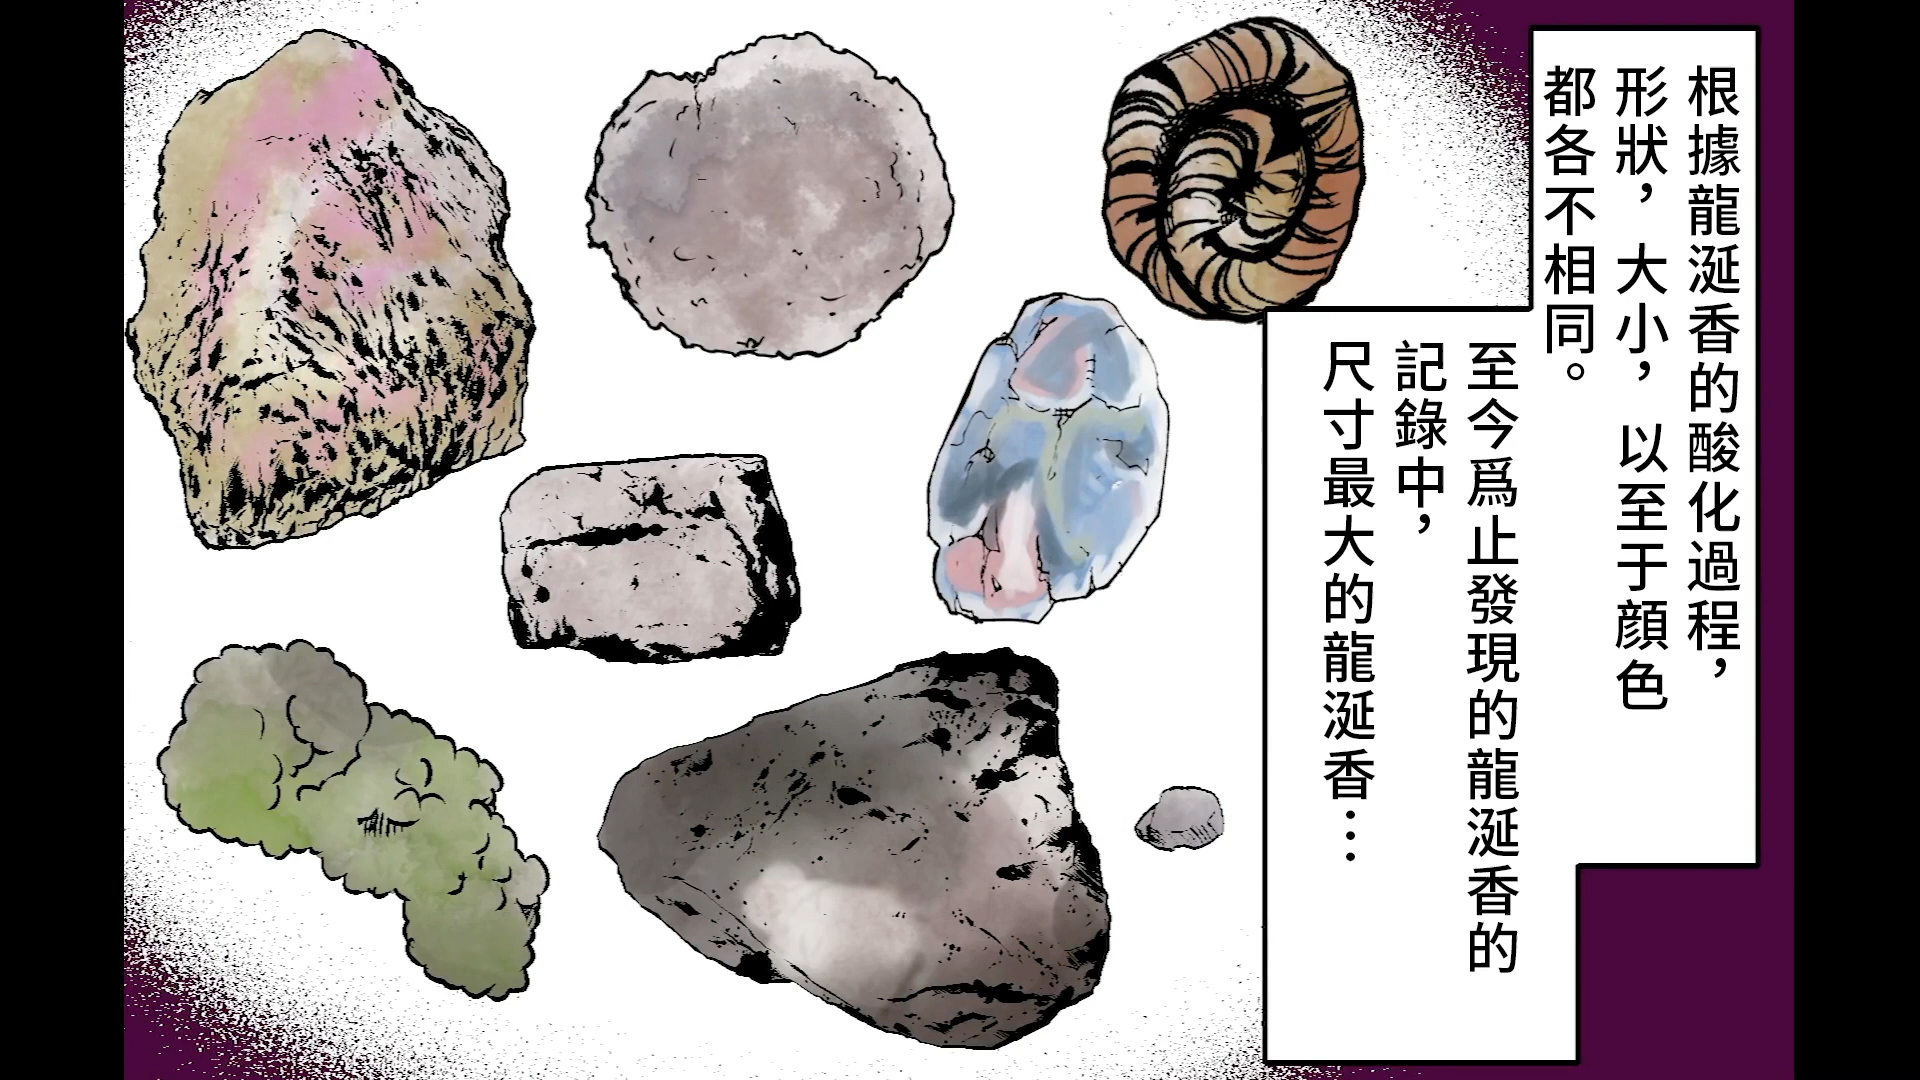 根據龍涎香的酸化過程，
形狀，大小，以至于顔色
都各不相同。
至今爲止發現的龍涎香的
記錄中，
尺寸最大的龍涎香…